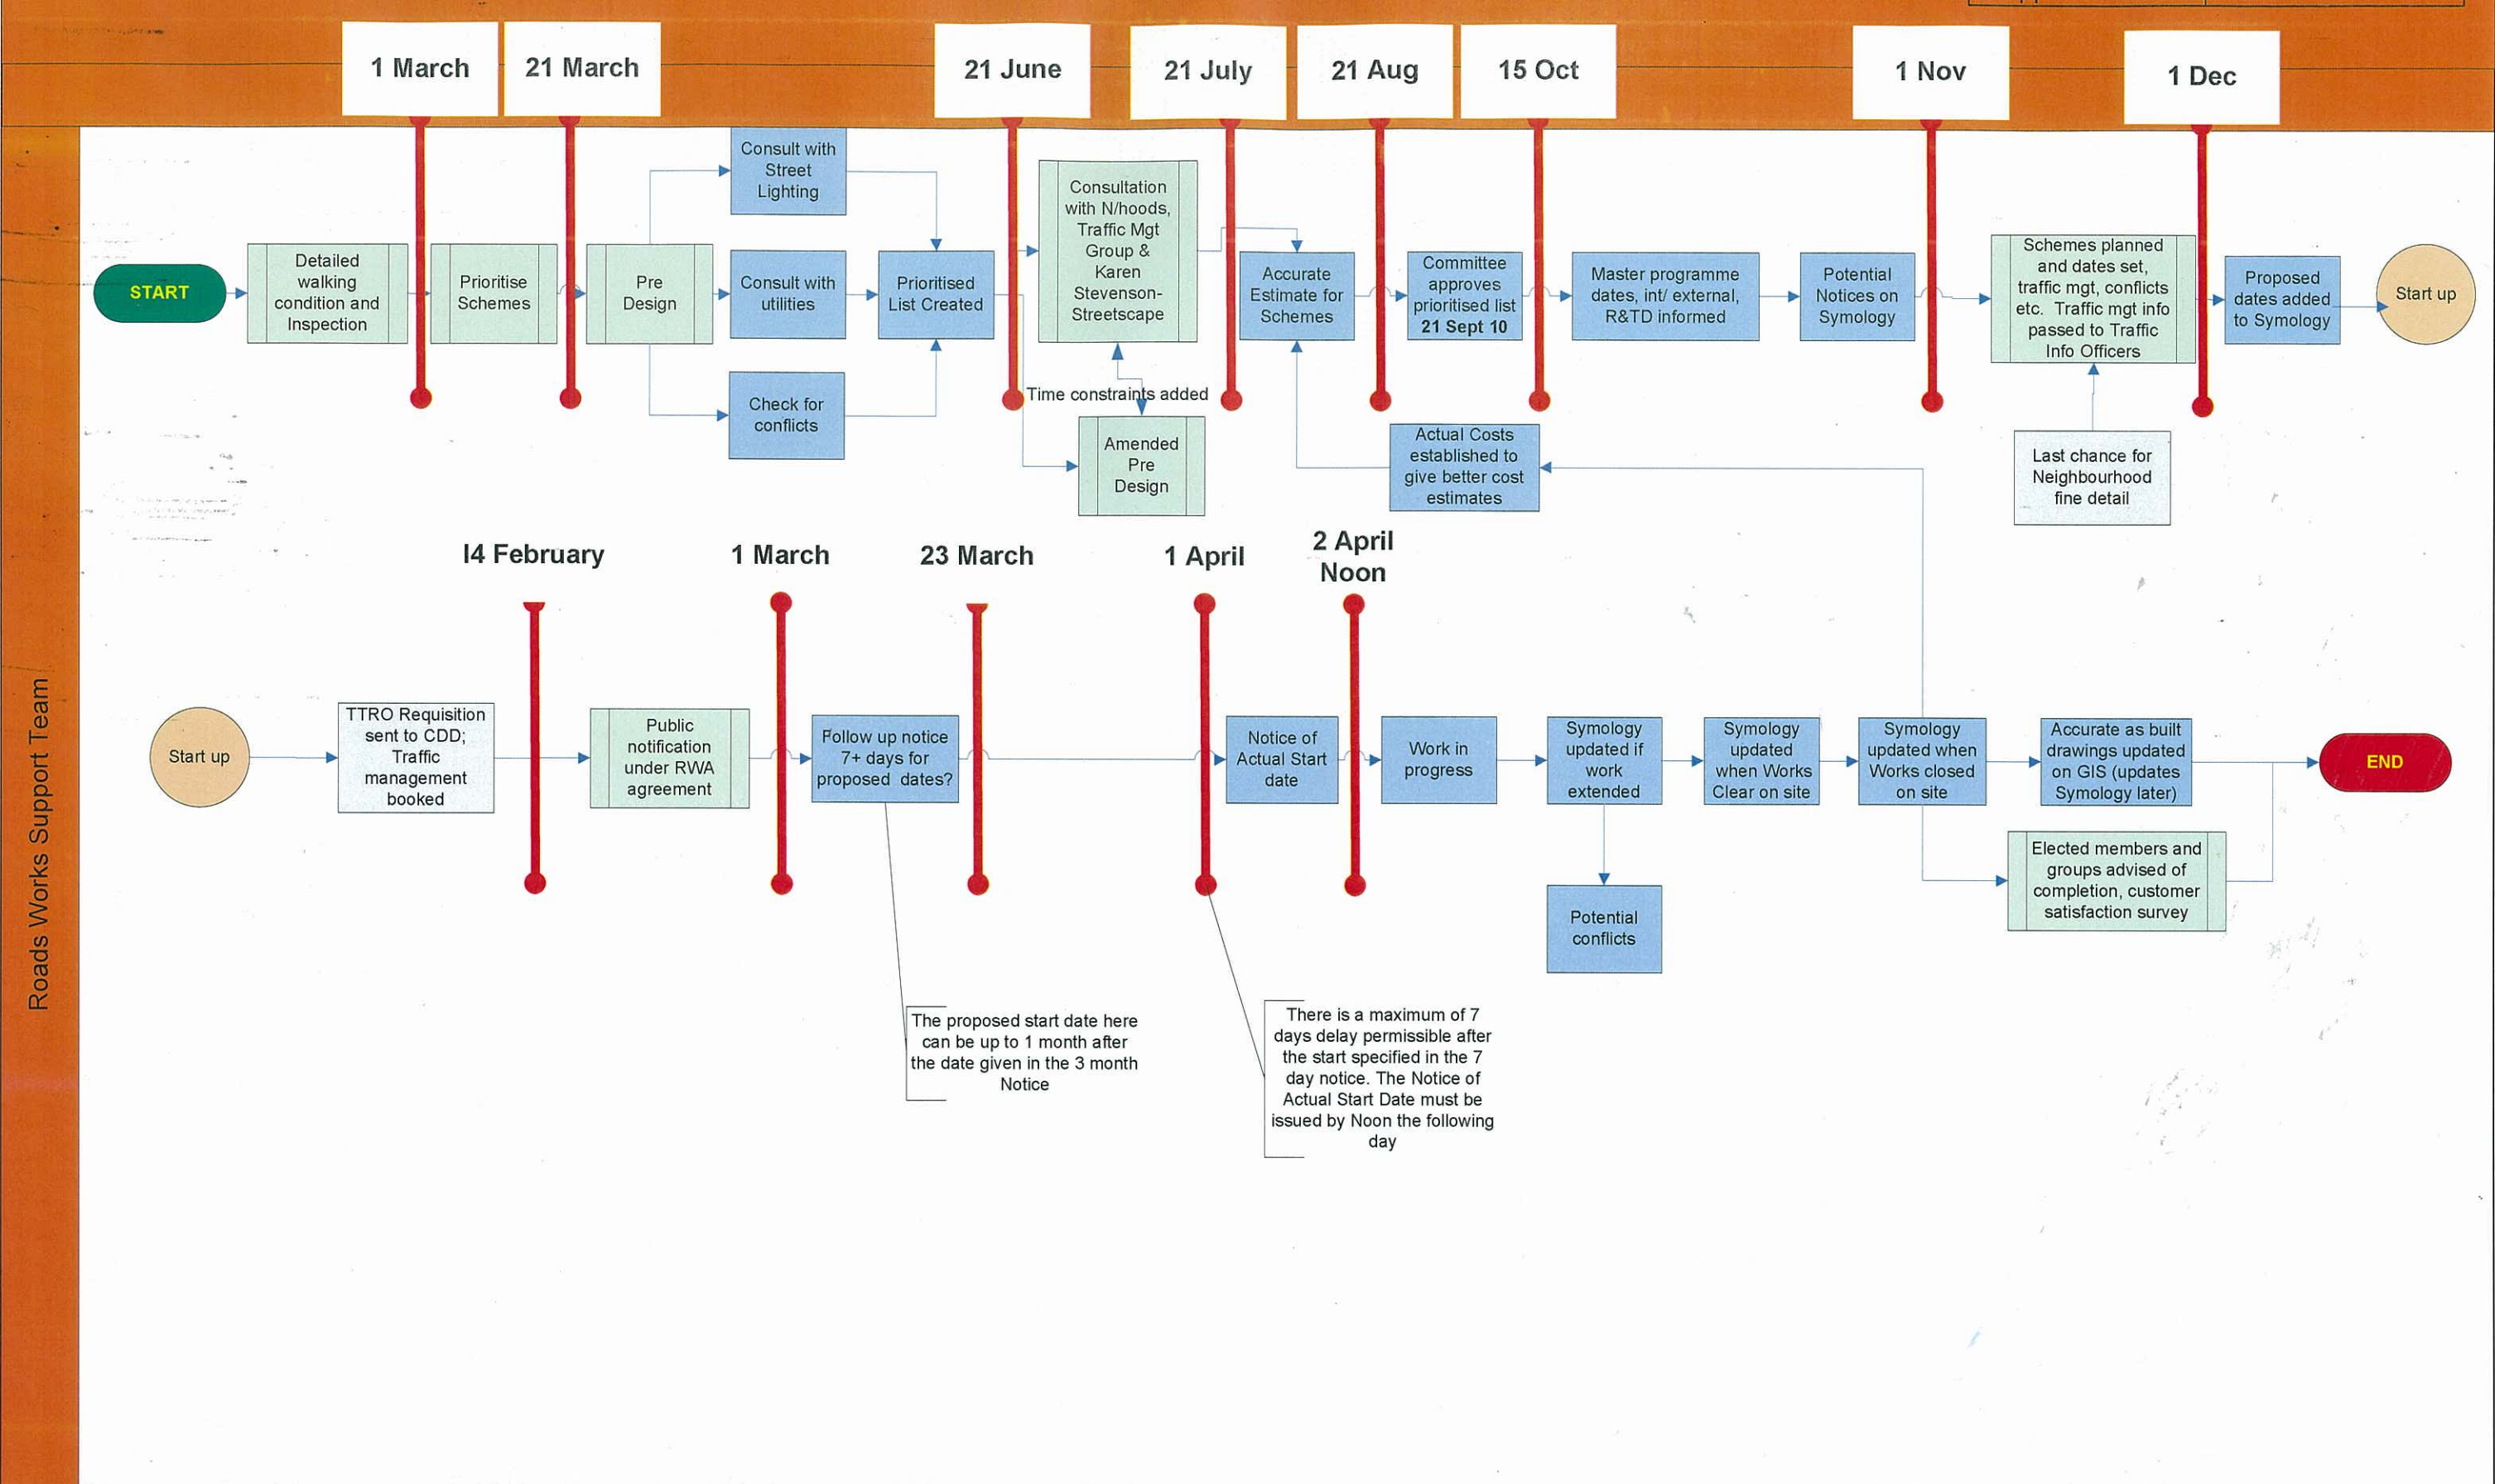 1 March
21 March
21 June
21 July
21 Aug
15 Oct
1 Nov
1 Dec
START
Detailed
walking
condition and
Inspection
Prioritise
Schemes
Pre
Design
Consult with
Street
Lighting
Consult with
utilities
Check for
conflicts
Prioritised
List Created
Consultation
with N/hoods,
Traffic Mgt
Group &
Karen
Stevenson-
Streetscape
Time constraints added
Amended
Pre
Design
Accurate
Estimate for
Schemes
Committee
approves
prioritised list
21 Sept 10
Actual Costs
established to
give better cost
estimates
Master programme
dates, int/ external,
R&TD informed
Potential
Notices on
Symology
Schemes planned
and dates set,
traffic mgt, conflicts
etc. Traffic mgt info
passed to Traffic
Info Officers
Last chance for
Neighbourhood
fine detail
Proposed
dates added
to Symology
Start up
Roads Works Support Team
I4 February
1 March
23 March
1 April
2 April
Noon
Start up
TTRO Requisition
sent to CDD;
Traffic
management
booked
Public
notification
under RWA
agreement
Follow up notice
7+ days for
proposed dates?
Notice of
Actual Start
date
Work in
progress
Symology
updated if
work
extended
Potential
conflicts
Symology
updated
when Works
Clear on site
Symology
updated when
Works closed
on site
Accurate as built
drawings updated
on GIS (updates
Symology later)
Elected members and
groups advised of
completion, customer
satisfaction survey
END
The proposed start date here
can be up to 1 month after
the date given in the 3 month
Notice
There is a maximum of 7
days delay permissible after
the start specified in the 7
day notice. The Notice of
Actual Start Date must be
issued by Noon the following
day